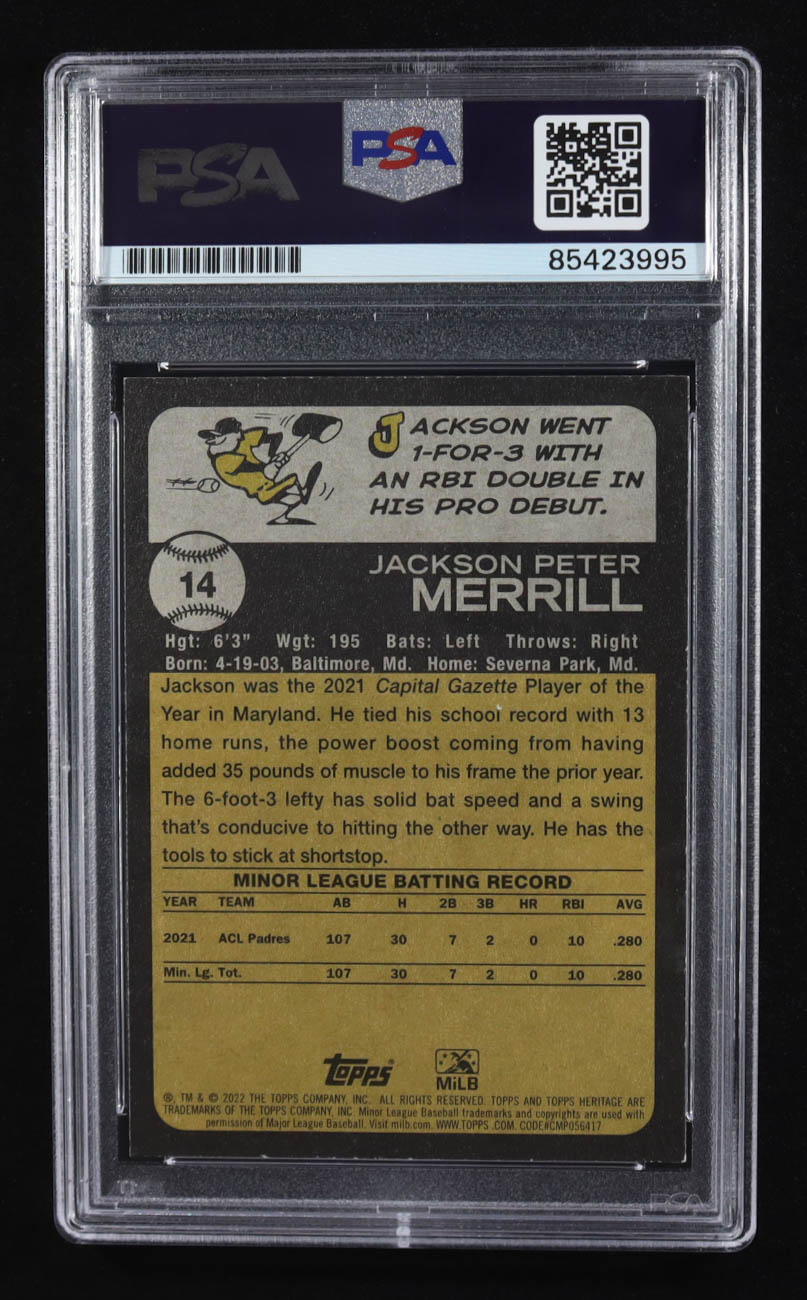 PSA
PSA
85423995
JACKSON WENT
1-FOR-3 WITH
AN RBI DOUBLE IN
HIS PRO DEBUT.
14
JACKSON PETER
MERRILL
Hgt: 6'3" Wgt: 195 Bats: Left Throws: Right
Born: 4-19-03, Baltimore, Md. Home: Severna Park, Md.
Jackson was the 2021 Capital Gazette Player of the
Year in Maryland. He tied his school record with 13
home runs, the power boost coming from having
added 35 pounds of muscle to his frame the prior year.
The 6-foot-3 lefty has solid bat speed and a swing
that's conducive to hitting the other way. He has the
tools to stick at shortstop.
MINOR LEAGUE BATTING RECORD
YEAR TEAM AB H 2B 3B HR RBI AVG
2021 ACL Padres 107 30 7 2 0 10 .280
Min. Lg. Tot. 107 30 7 2 0 10 .280
Topps®
MiLB
®, TM & © 2022 THE TOPPS COMPANY, INC. ALL RIGHTS RESERVED. TOPPS AND TOPPS HERITAGE ARE
TRADEMARKS OF THE TOPPS COMPANY, INC. Minor League Baseball trademarks and copyrights are used with
permission of Major League Baseball. Visit milb.com. WWW.TOPPS .COM. CODE#CMP056417
PSA